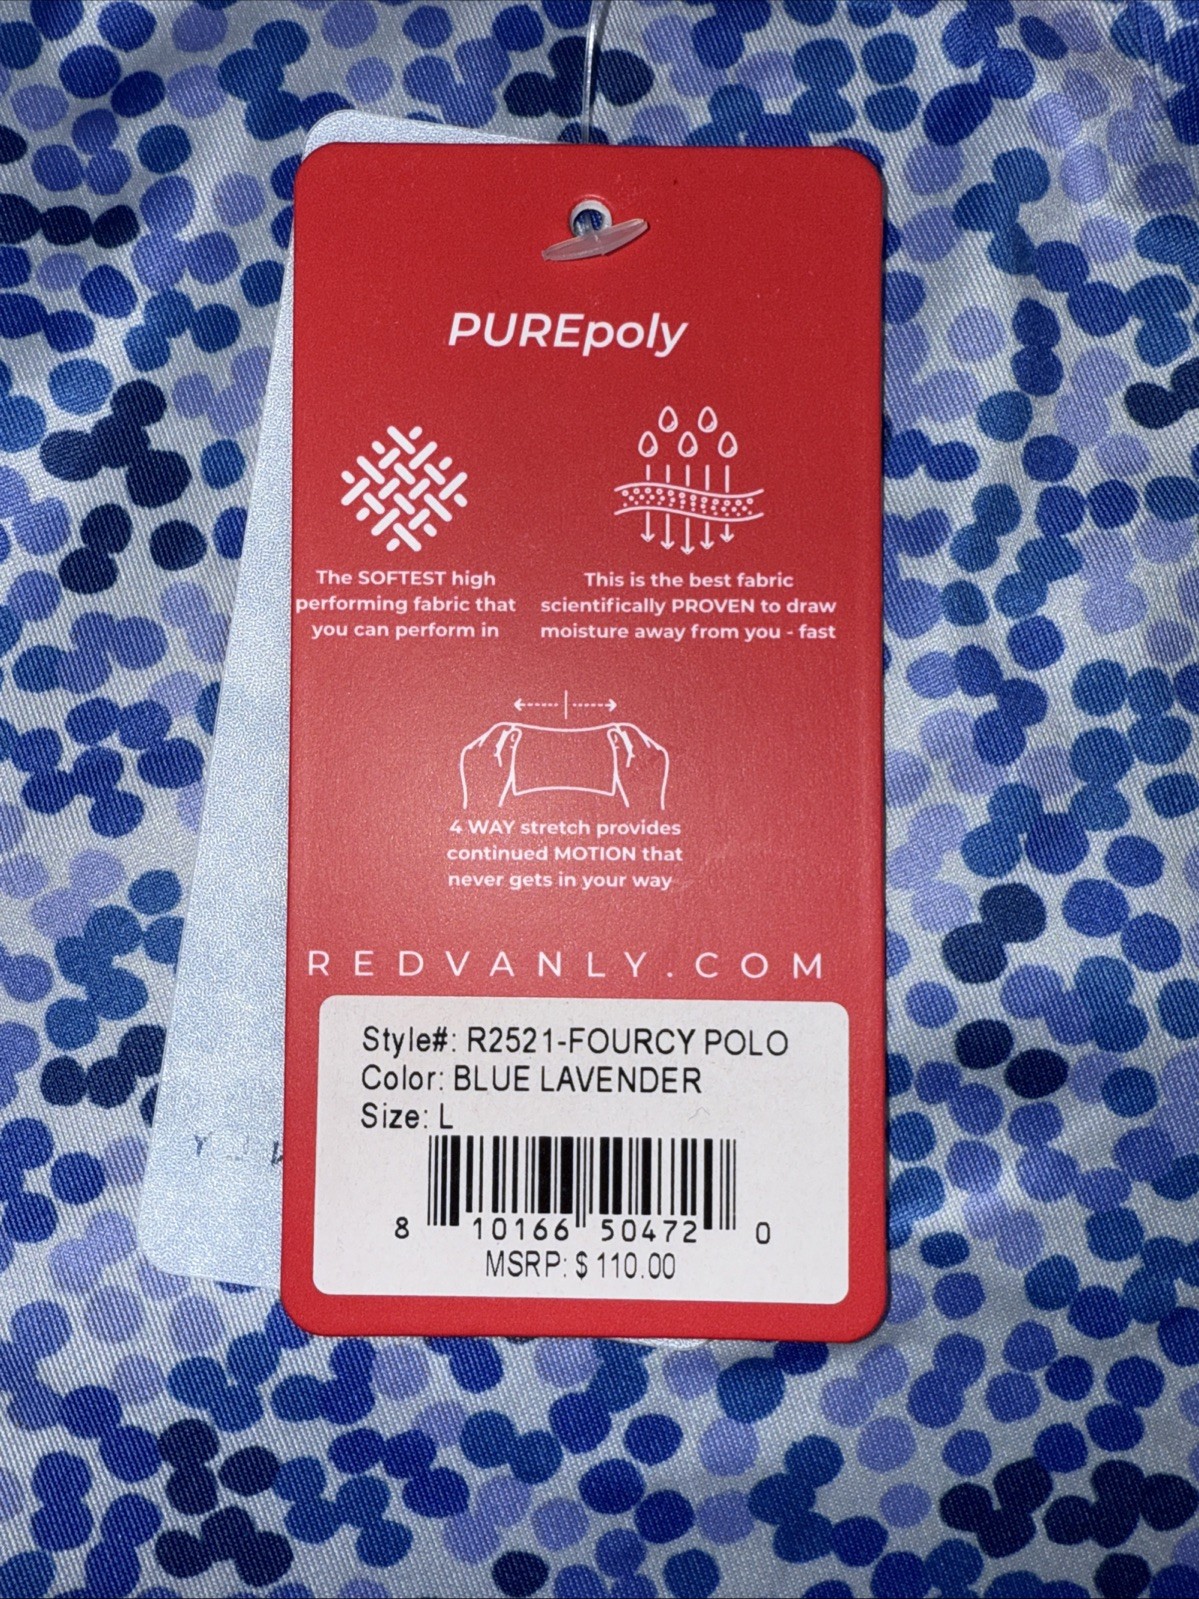 PUREpoly
The SOFTEST high
performing fabric that
you can perform in
This is the best fabric
scientifically PROVEN to draw
moisture away from you - fast
4 WAY stretch provides
continued MOTION that
never gets in your way
REDVANLY.COM
Style#: R2521-FOURCY POLO
Color: BLUE LAVENDER
Size: L
8 10166 50472 0
MSRP: $ 110.00